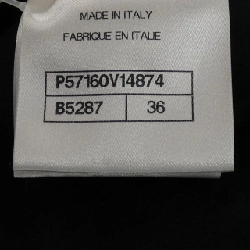 MADE IN ITALY
FABRIQUE EN ITALIE
P57160V14874
B5287 36